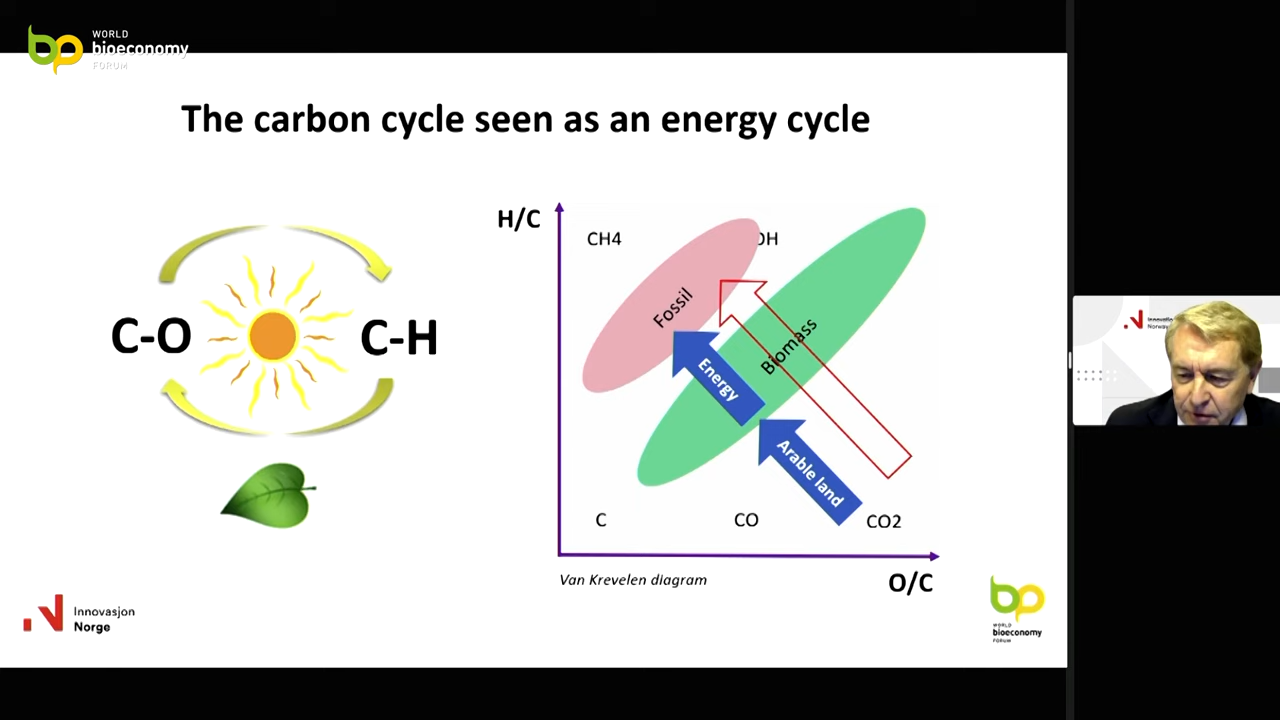 WORLD
bioeconomy
FORUM
The carbon cycle seen as an energy cycle
C-O
C-H
H/C
CH4
OH
Fossil
Biomass
Energy
Arable land
C
CO
CO2
Van Krevelen diagram
O/C
Innovasjon
Norge
WORLD
bioeconomy
FORUM
Norway